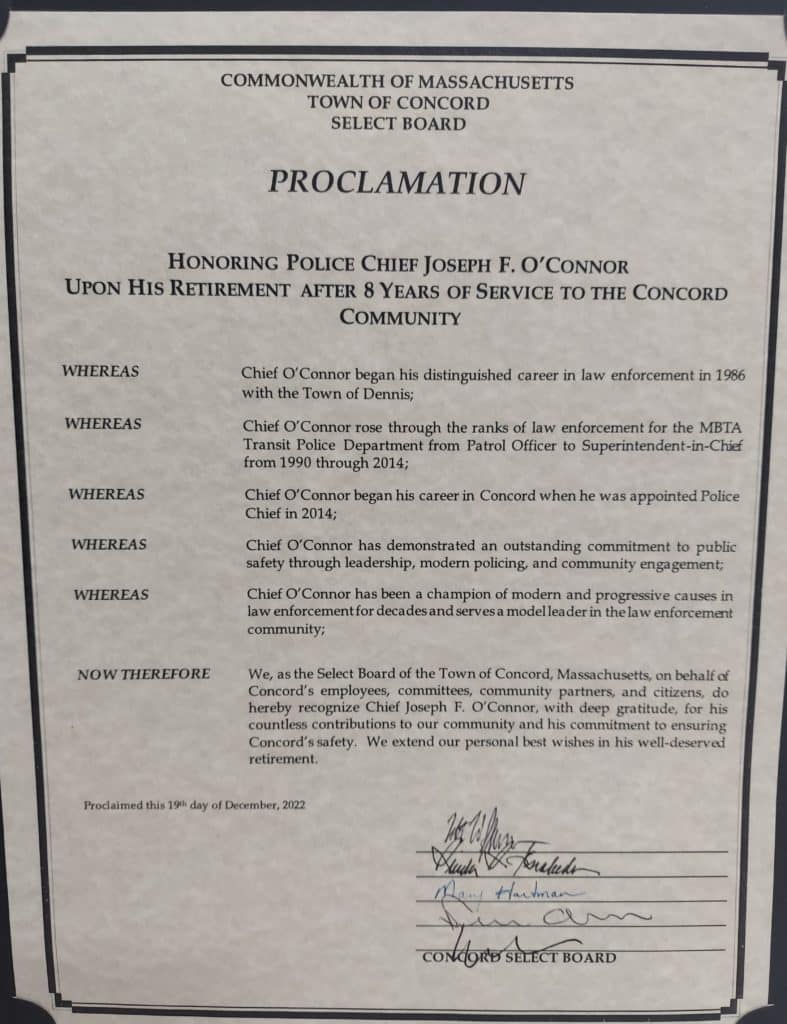 COMMONWEALTH OF MASSACHUSETTS
TOWN OF CONCORD
SELECT BOARD
PROCLAMATION
HONORING POLICE CHIEF JOSEPH F. O'CONNOR
UPON HIS RETIREMENT AFTER 8 YEARS OF SERVICE TO THE CONCORD
COMMUNITY
WHEREAS Chief O'Connor began his distinguished career in law enforcement in 1986
with the Town of Dennis;
WHEREAS Chief O'Connor rose through the ranks of law enforcement for the MBTA
Transit Police Department from Patrol Officer to Superintendent-in-Chief
from 1990 through 2014;
WHEREAS Chief O'Connor began his career in Concord when he was appointed Police
Chief in 2014;
WHEREAS Chief O'Connor has demonstrated an outstanding commitment to public
safety through leadership, modern policing, and community engagement;
WHEREAS Chief O'Connor has been a champion of modern and progressive causes in
law enforcement for decades and serves a model leader in the law enforcement
community;
NOW THEREFORE We, as the Select Board of the Town of Concord, Massachusetts, on behalf of
Concord's employees, committees, community partners, and citizens, do
hereby recognize Chief Joseph F. O'Connor, with deep gratitude, for his
countless contributions to our community and his commitment to ensuring
Concord's safety. We extend our personal best wishes in his well-deserved
retirement.
Proclaimed this 19th day of December, 2022
Mary Hartman
CONCORD SELECT BOARD